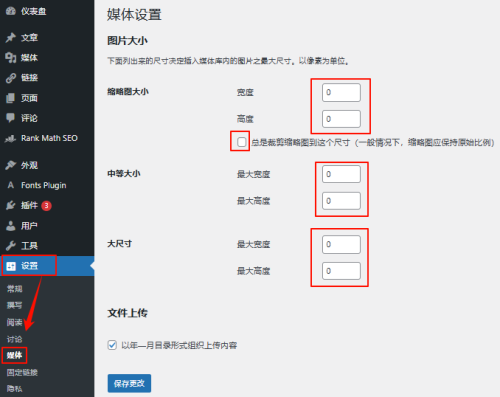 仪表盘
文章
媒体
链接
页面
评论
Rank Math SEO
外观
Fonts Plugin
插件 3
用户
工具
设置
常规
撰写
阅读
讨论
媒体
固定链接
隐私
媒体设置
图片大小
下面列出来的尺寸决定插入媒体库内的图片之最大尺寸。以像素为单位。
缩略图大小 宽度 0
高度 0
总是裁剪缩略图到这个尺寸（一般情况下，缩略图应保持原始比例）
中等大小 最大宽度 0
最大高度 0
大尺寸 最大宽度 0
最大高度 0
文件上传
以年—月目录形式组织上传内容
保存更改